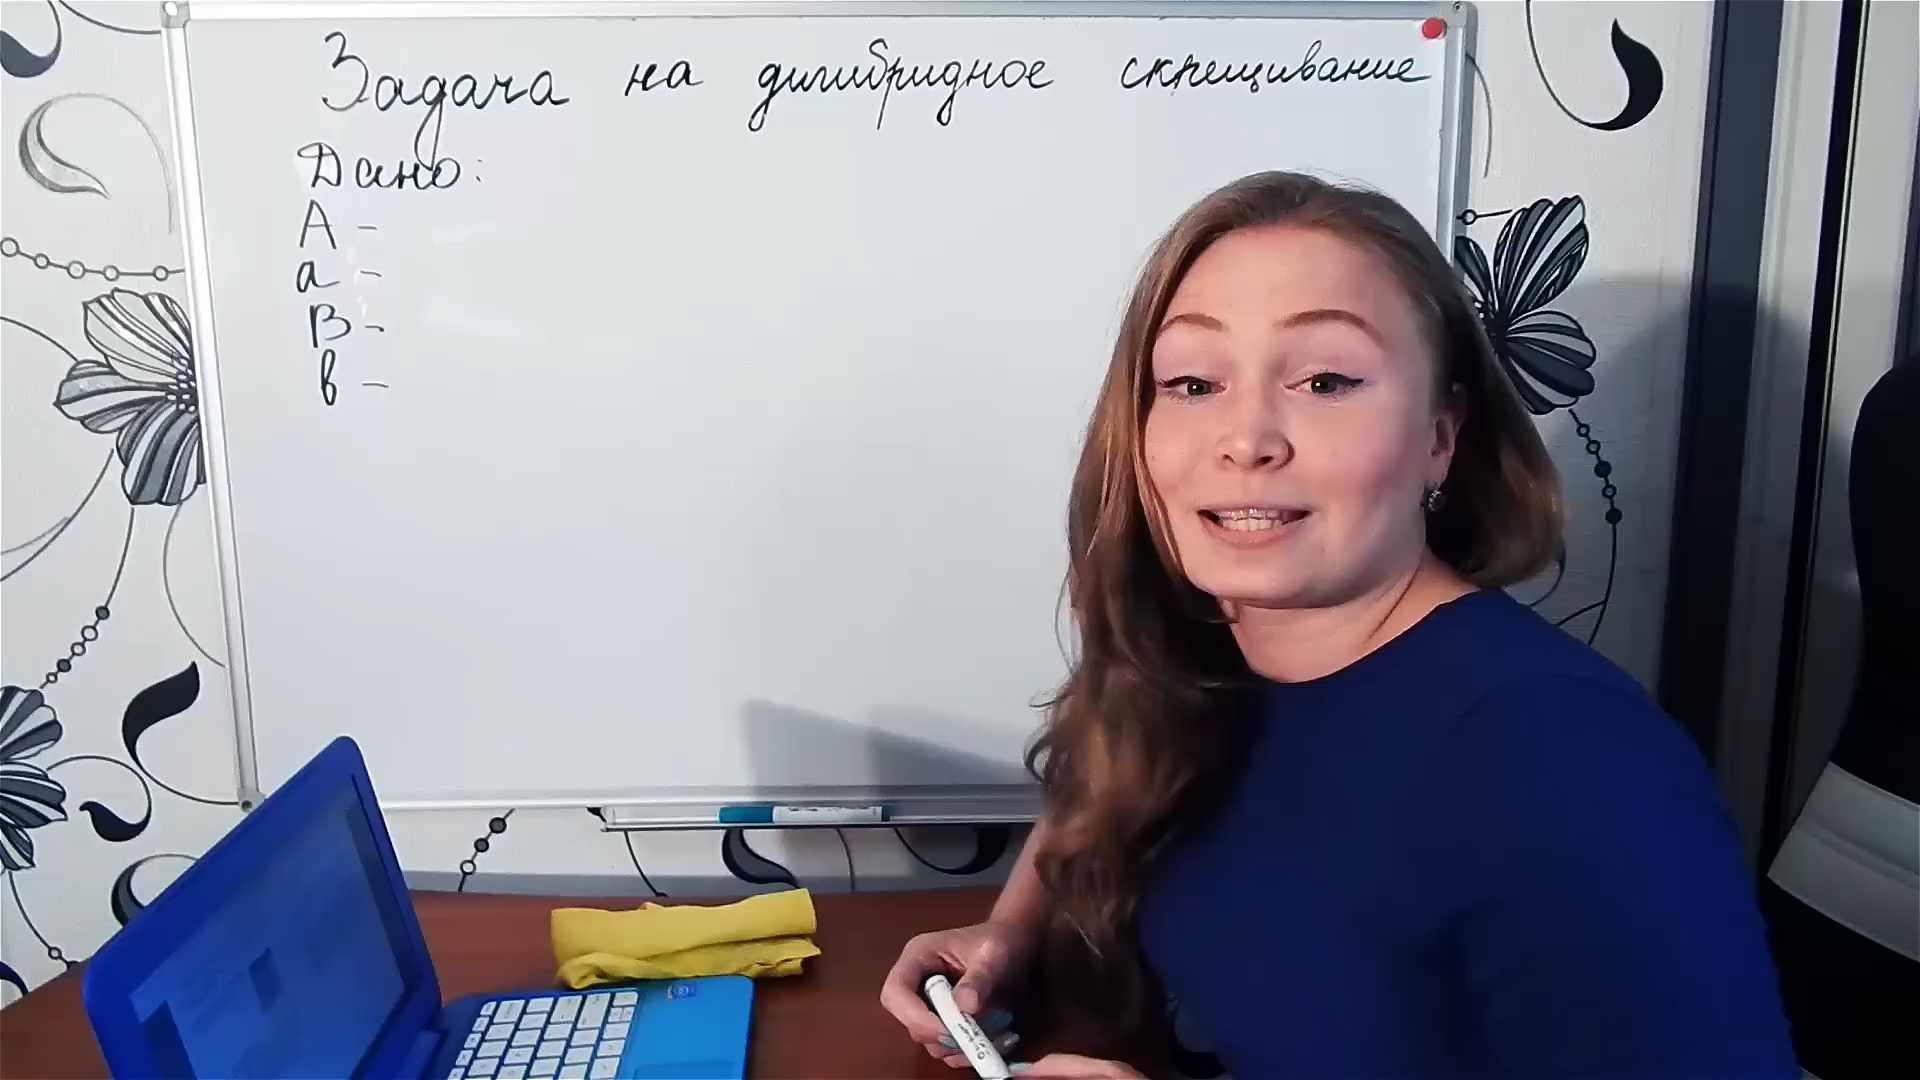 Задача на дигибридное скрещивание
Дано:
А -
а -
В -
в -